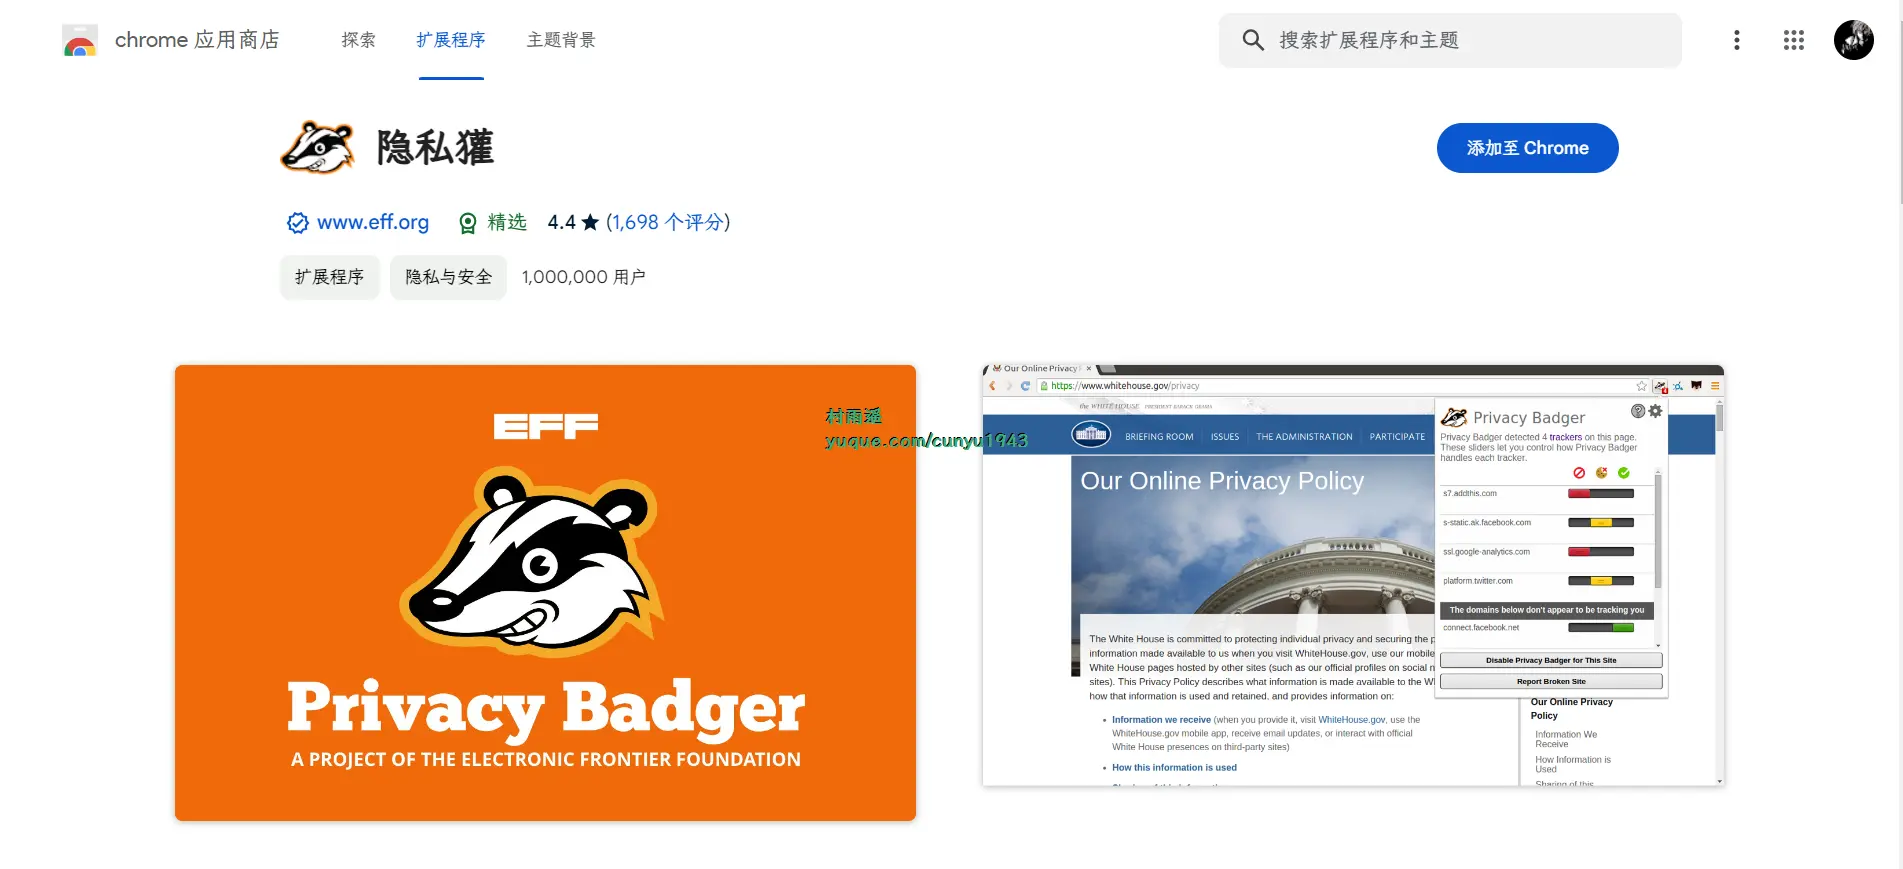 chrome 应用商店
探索
扩展程序
主题背景
搜索扩展程序和主题
隐私獾
添加至 Chrome
www.eff.org
精选
4.4 ★ (1,698 个评分)
扩展程序
隐私与安全
1,000,000 用户
EFF
Privacy Badger
A PROJECT OF THE ELECTRONIC FRONTIER FOUNDATION
村雨遥
yuque.com/cunyu1943
Our Online Privacy
https://www.whitehouse.gov/privacy
the WHITE HOUSE PRESIDENT BARACK OBAMA
BRIEFING ROOM
ISSUES
THE ADMINISTRATION
PARTICIPATE
Our Online Privacy Policy
The White House is committed to protecting individual privacy and securing the p
information made available to us when you visit WhiteHouse.gov, use our mobile
White House pages hosted by other sites (such as our official profiles on social n
sites). This Privacy Policy describes what information is made available to the W
how that information is used and retained, and provides information on:
• Information we receive (when you provide it, visit WhiteHouse.gov, use the
WhiteHouse.gov mobile app, receive email updates, or interact with official
White House presences on third-party sites)
• How this information is used
Privacy Badger
Privacy Badger detected 4 trackers on this page.
These sliders let you control how Privacy Badger
handles each tracker.
s7.addthis.com
s-static.ak.facebook.com
ssl.google-analytics.com
platform.twitter.com
The domains below don't appear to be tracking you
connect.facebook.net
Disable Privacy Badger for This Site
Report Broken Site
Our Online Privacy
Policy
Information We
Receive
How Information is
Used
Sharing of this